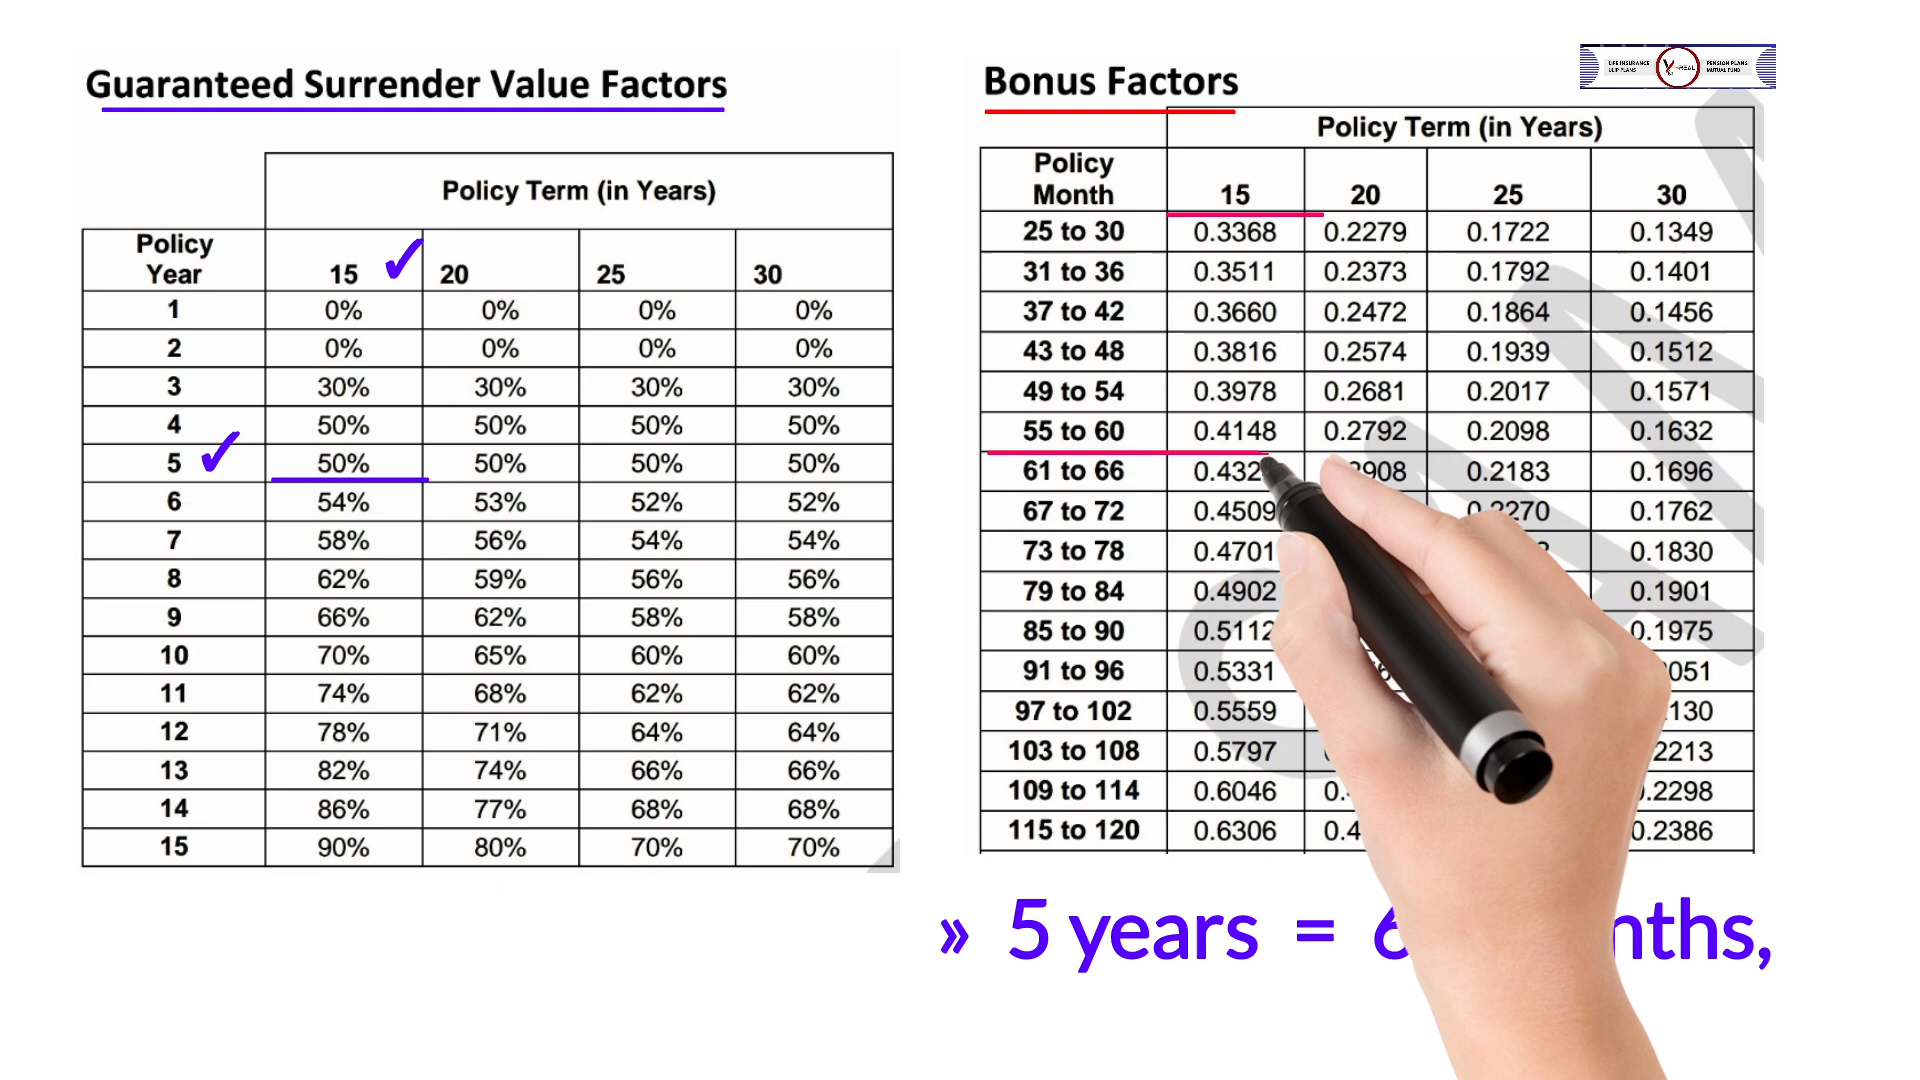 Guaranteed Surrender Value Factors
Policy Term (in Years)
Policy Year 15 ✓ 20 25 30
1 0% 0% 0% 0%
2 0% 0% 0% 0%
3 30% 30% 30% 30%
4 50% 50% 50% 50%
5 ✓ 50% 50% 50% 50%
6 54% 53% 52% 52%
7 58% 56% 54% 54%
8 62% 59% 56% 56%
9 66% 62% 58% 58%
10 70% 65% 60% 60%
11 74% 68% 62% 62%
12 78% 71% 64% 64%
13 82% 74% 66% 66%
14 86% 77% 68% 68%
15 90% 80% 70% 70%
Bonus Factors
LIFE INSURANCE
ULIP PLANS
PENSION PLANS
MUTUAL FUND
Policy Term (in Years)
Policy Month 15 20 25 30
25 to 30 0.3368 0.2279 0.1722 0.1349
31 to 36 0.3511 0.2373 0.1792 0.1401
37 to 42 0.3660 0.2472 0.1864 0.1456
43 to 48 0.3816 0.2574 0.1939 0.1512
49 to 54 0.3978 0.2681 0.2017 0.1571
55 to 60 0.4148 0.2792 0.2098 0.1632
61 to 66 0.2183 0.1696
67 to 72 0.4509 0.1762
73 to 78 0.4701 0.1830
79 to 84 0.4902 0.1901
85 to 90 0.5112 0.1975
91 to 96 0.5331
97 to 102 0.5559
103 to 108 0.5797
109 to 114 0.6046 0.2298
115 to 120 0.6306 0.2386
» 5 years =